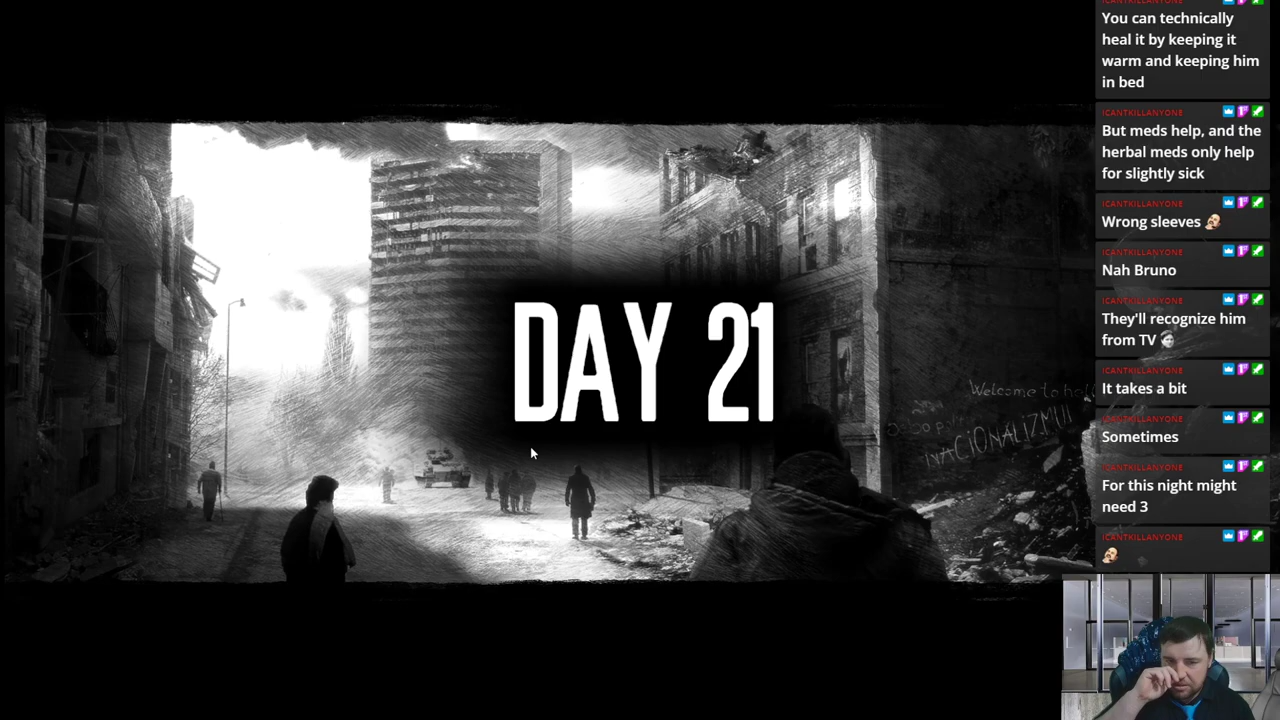 ICANTKILLANYONE
You can technically
heal it by keeping it
warm and keeping him
in bed
ICANTKILLANYONE
But meds help, and the
herbal meds only help
for slightly sick
ICANTKILLANYONE
Wrong sleeves
ICANTKILLANYONE
Nah Bruno
ICANTKILLANYONE
They'll recognize him
from TV
ICANTKILLANYONE
It takes a bit
ICANTKILLANYONE
Sometimes
ICANTKILLANYONE
For this night might
need 3
ICANTKILLANYONE
DAY 21
Welcome to hell
NACIONALIZMUI